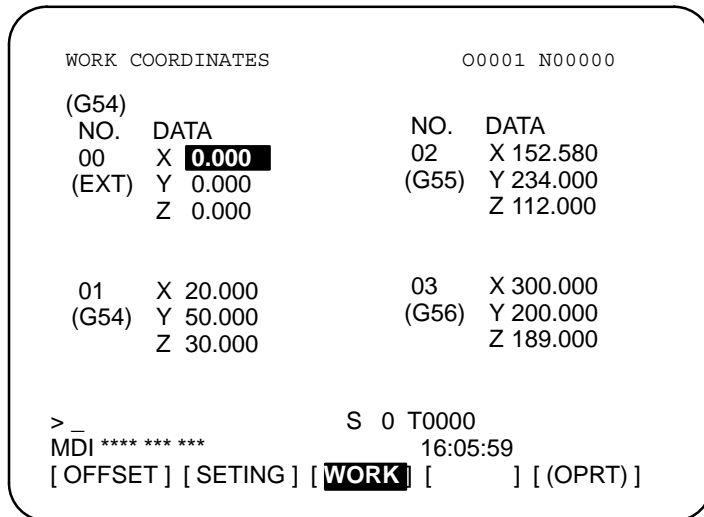 WORK COORDINATES O0001 N00000
(G54)
NO. DATA NO. DATA
00 X 0.000 02 X 152.580
(EXT) Y 0.000 (G55) Y 234.000
Z 0.000 Z 112.000
01 X 20.000 03 X 300.000
(G54) Y 50.000 (G56) Y 200.000
Z 30.000 Z 189.000
> _ S 0 T0000
MDI **** *** *** 16:05:59
[ OFFSET ] [ SETING ] [ WORK ] [ ] [ (OPRT) ]